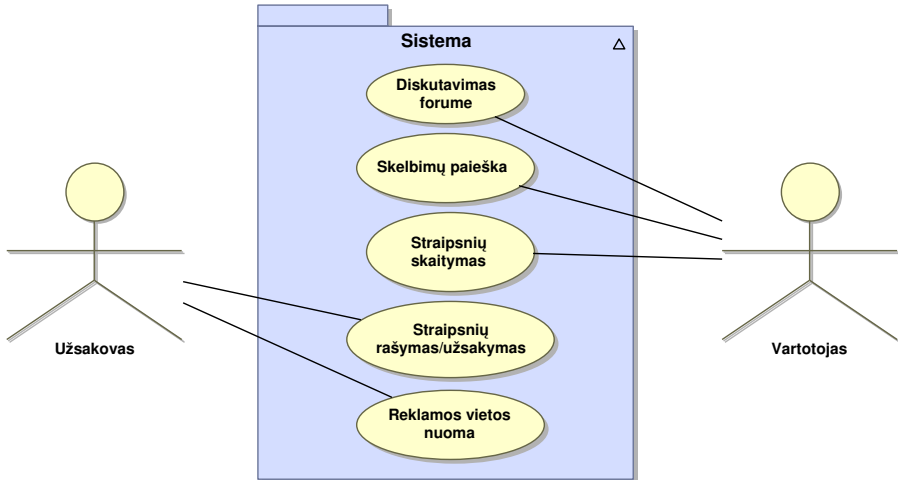 Sistema
Diskutavimas
forume
Skelbimų paieška
Straipsnių
skaitymas
Straipsnių
rašymas/užsakymas
Reklamos vietos
nuoma
Užsakovas
Vartotojas